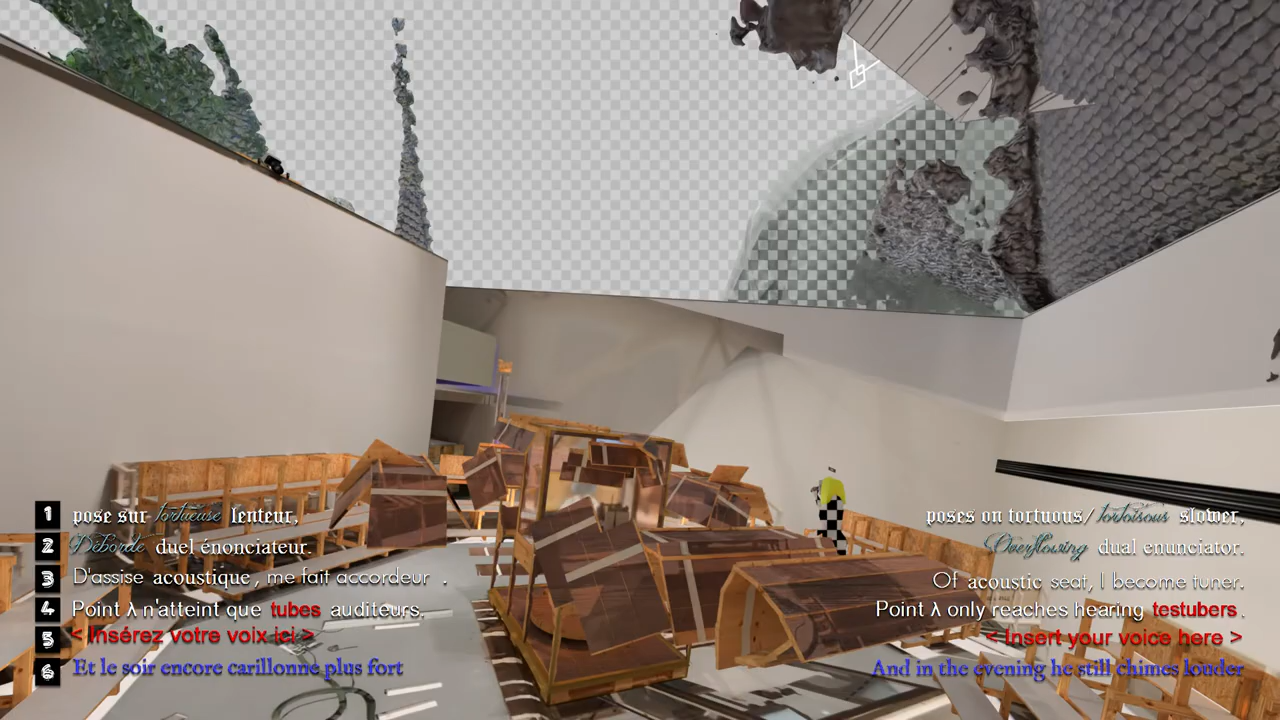 1 pose sur tortueuse lenteur,
poses on tortuous/tortoisous slower,
2 Déborde duel énonciateur.
Overflowing dual enunciator.
3 D'assise acoustique, me fait accordeur .
Of acoustic seat, I become tuner.
4 Point λ n'atteint que tubes auditeurs.
Point λ only reaches hearing testubers.
5 < Insérez votre voix ici >
< Insert your voice here >
6 Et le soir encore carillonne plus fort
And in the evening he still chimes louder